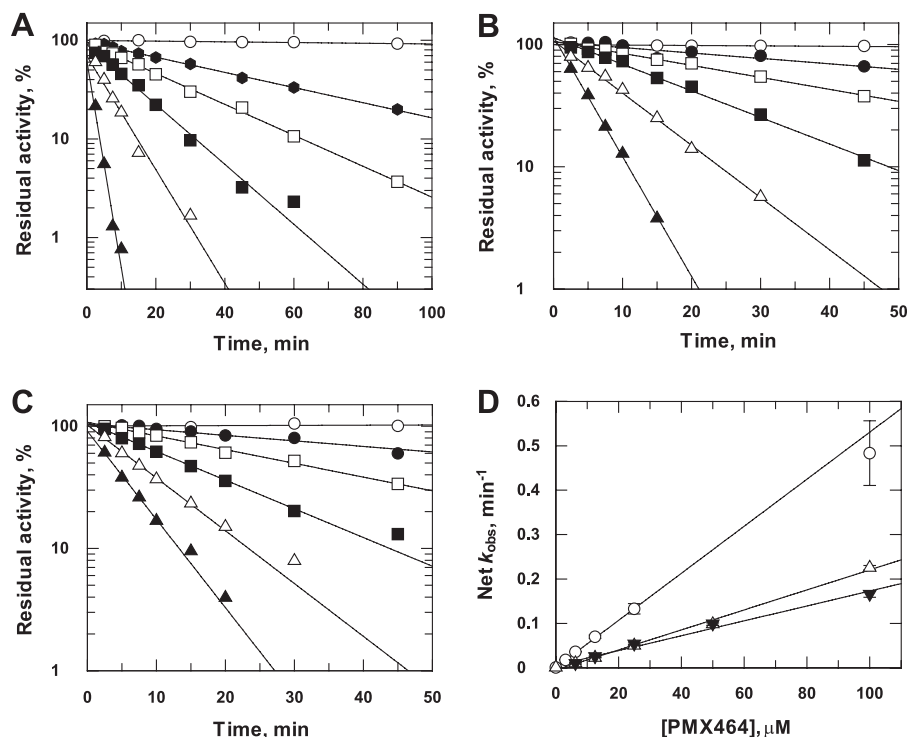 A
B
100
10
1
Residual activity, %
0 20 40 60 80 100
Time, min
100
10
1
Residual activity, %
0 10 20 30 40 50
Time, min
C
D
100
10
1
Residual activity, %
0 10 20 30 40 50
Time, min
0.6
0.5
0.4
0.3
0.2
0.1
0
Net kobs, min-1
0 20 40 60 80 100
[PMX464], μM